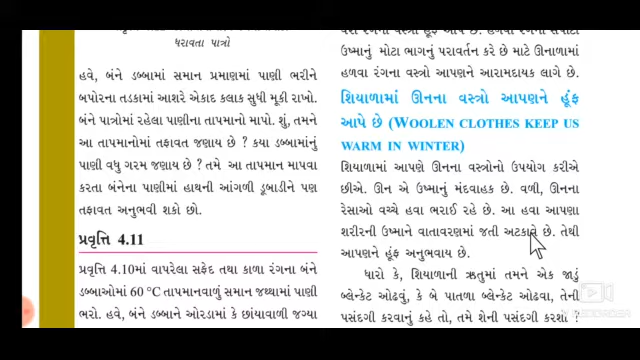 પરાવતા પાત્રો
હવે, બંને ડબ્બામાં સમાન પ્રમાણમાં પાણી ભરીને
બપોરના તડકામાં આશરે એકાદ કલાક સુધી મૂકી રાખો.
બંને પાત્રોમાં રહેલા પાણીના તાપમાનો માપો. શું, તમને
આ તાપમાનોમાં તફાવત જણાય છે ? કયા ડબ્બામાંનું
પાણી વધુ ગરમ જણાય છે ? તમે આ તાપમાન માપવા
કરતા બંનેના પાણીમાં હાથની આંગળી ડૂબાડીને પણ
તફાવત અનુભવી શકો છો.
પ્રવૃત્તિ 4.11
પ્રવૃત્તિ 4.10માં વાપરેલા સફેદ તથા કાળા રંગના બંને
ડબ્બાઓમાં 60 °C તાપમાનવાળું સમાન જથ્થામાં પાણી
ભરો. હવે, બંને ડબ્બાને ઓરડામાં કે છાંયાવાળી જગ્યા
ઉષ્માનું મોટા ભાગનું પરાવર્તન કરે છે માટે ઊનાળામાં
હળવા રંગના વસ્ત્રો આપણને આરામદાયક લાગે છે.
શિયાળામાં ઊનના વસ્ત્રો આપણને હૂંફ
આપે છે (WOOLEN CLOTHES KEEP US
WARM IN WINTER)
શિયાળામાં આપણે ઊનના વસ્ત્રોનો ઉપયોગ કરીએ
છીએ. ઊન એ ઉષ્માનું મંદવાહક છે. વળી, ઊનના
રેસાઓ વચ્ચે હવા ભરાઈ રહે છે. આ હવા આપણા
શરીરની ઉષ્માને વાતાવરણમાં જતી અટકાવે છે. તેથી
આપણને હૂંફ અનુભવાય છે.
ધારો કે, શિયાળાની ઋતુમાં તમને એક જાડું
બ્લેન્કેટ ઓઢવું, કે બે પાતળા બ્લેન્કેટ ઓઢવા, તેની
પસંદગી કરવાનું કહે તો, તમે શેની પસંદગી કરશો ?